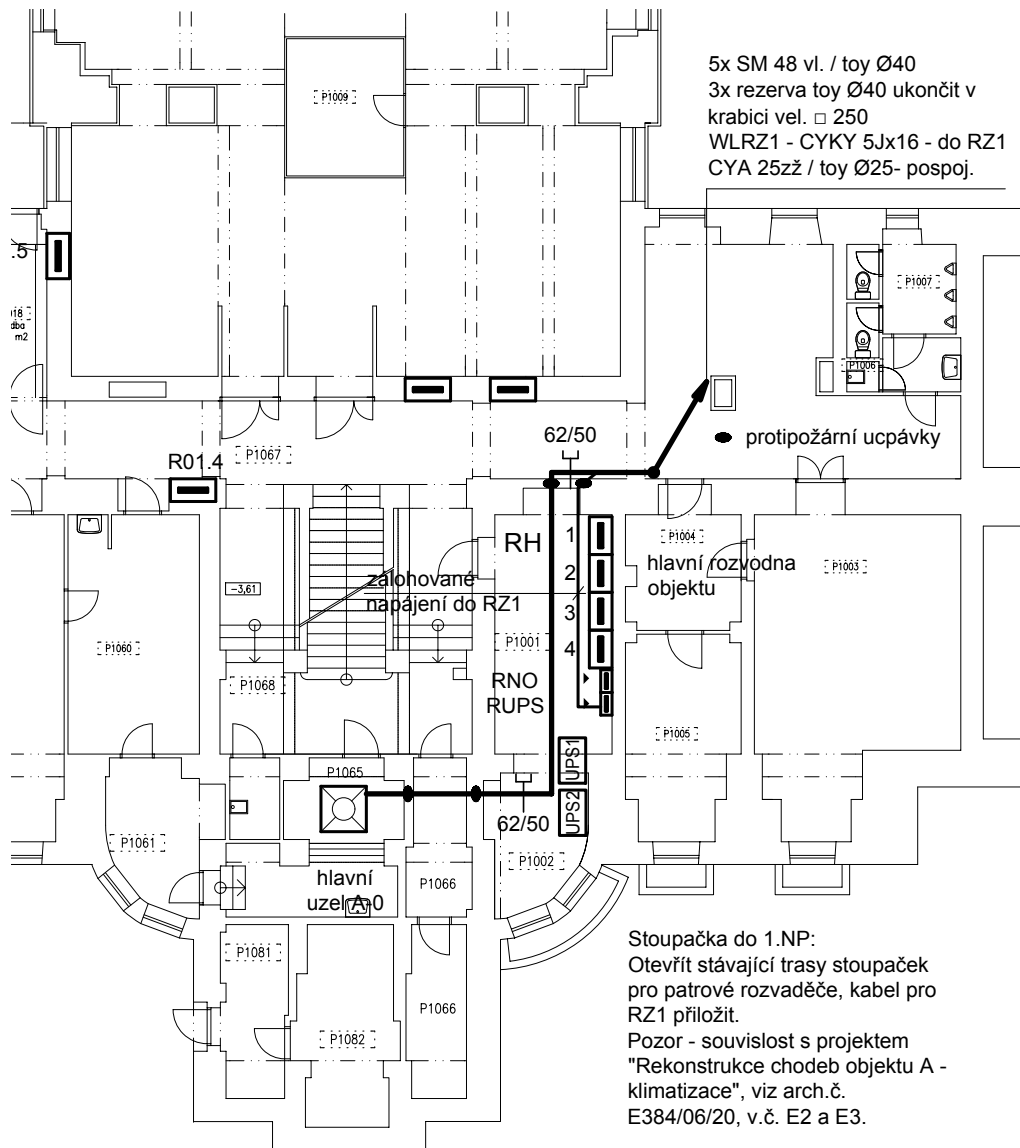 P1009
5x SM 48 vl. / toy Ø40
3x rezerva toy Ø40 ukončit v
krabici vel. □ 250
WLRZ1 - CYKY 5Jx16 - do RZ1
CYA 25zž / toy Ø25- pospoj.
.5
018
dba
m2
P1007
P1006
62/50
protipožární ucpávky
P1067
R01.4
RH
1
2
3
4
P1004
hlavní rozvodna
objektu
P1003
zálohované
napájení do RZ1
-3,61
P1001
P1060
P1068
RNO
RUPS
P1005
P1065
UPS1
UPS2
62/50
P1061
P1002
hlavní
uzel A-0
P1066
P1081
P1082
P1066
Stoupačka do 1.NP:
Otevřít stávající trasy stoupaček
pro patrové rozvaděče, kabel pro
RZ1 přiložit.
Pozor - souvislost s projektem
"Rekonstrukce chodeb objektu A -
klimatizace", viz arch.č.
E384/06/20, v.č. E2 a E3.